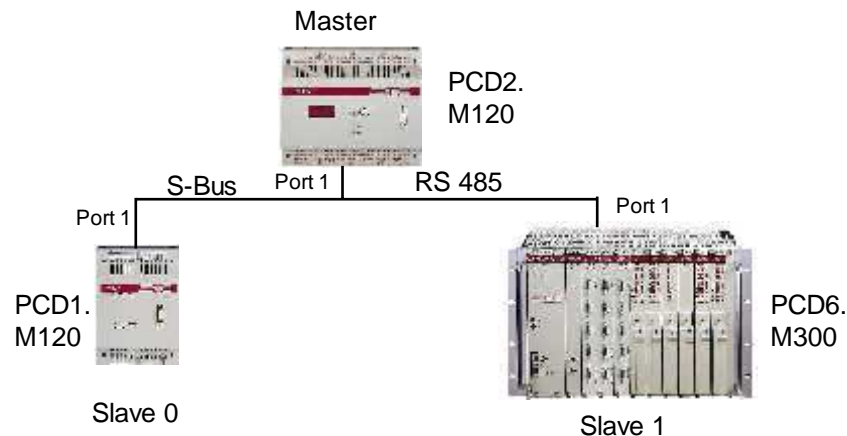 Master
PCD2.
M120
S-Bus
Port 1
RS 485
Port 1
Port 1
PCD1.
M120
PCD6.
M300
Slave 0
Slave 1